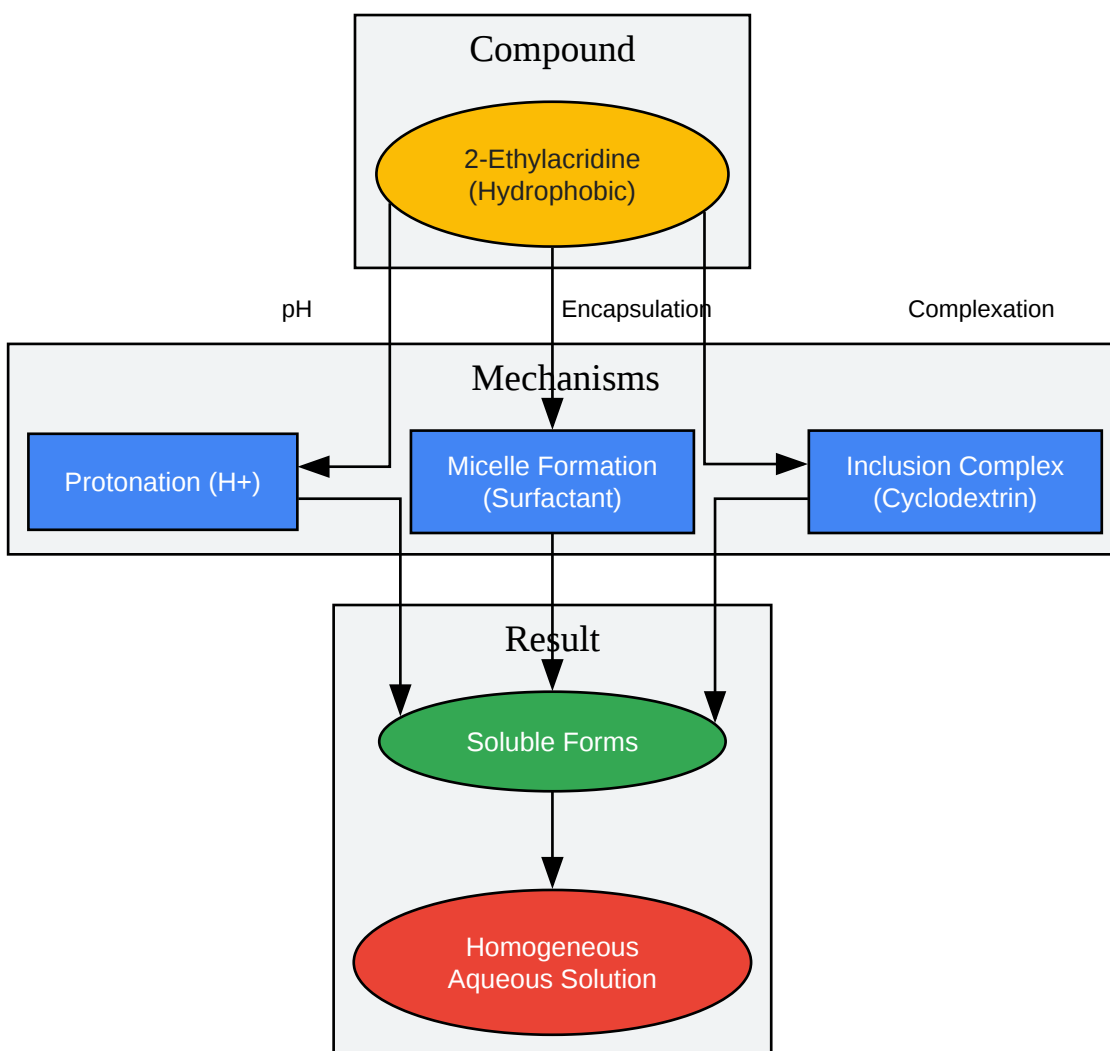 Compound
2-Ethylacridine
(Hydrophobic)
pH
Encapsulation
Complexation
Mechanisms
Protonation (H+)
Micelle Formation
(Surfactant)
Inclusion Complex
(Cyclodextrin)
Result
Soluble Forms
Homogeneous
Aqueous Solution